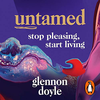 untamed
stop pleasing,
start living
glennon
doyle